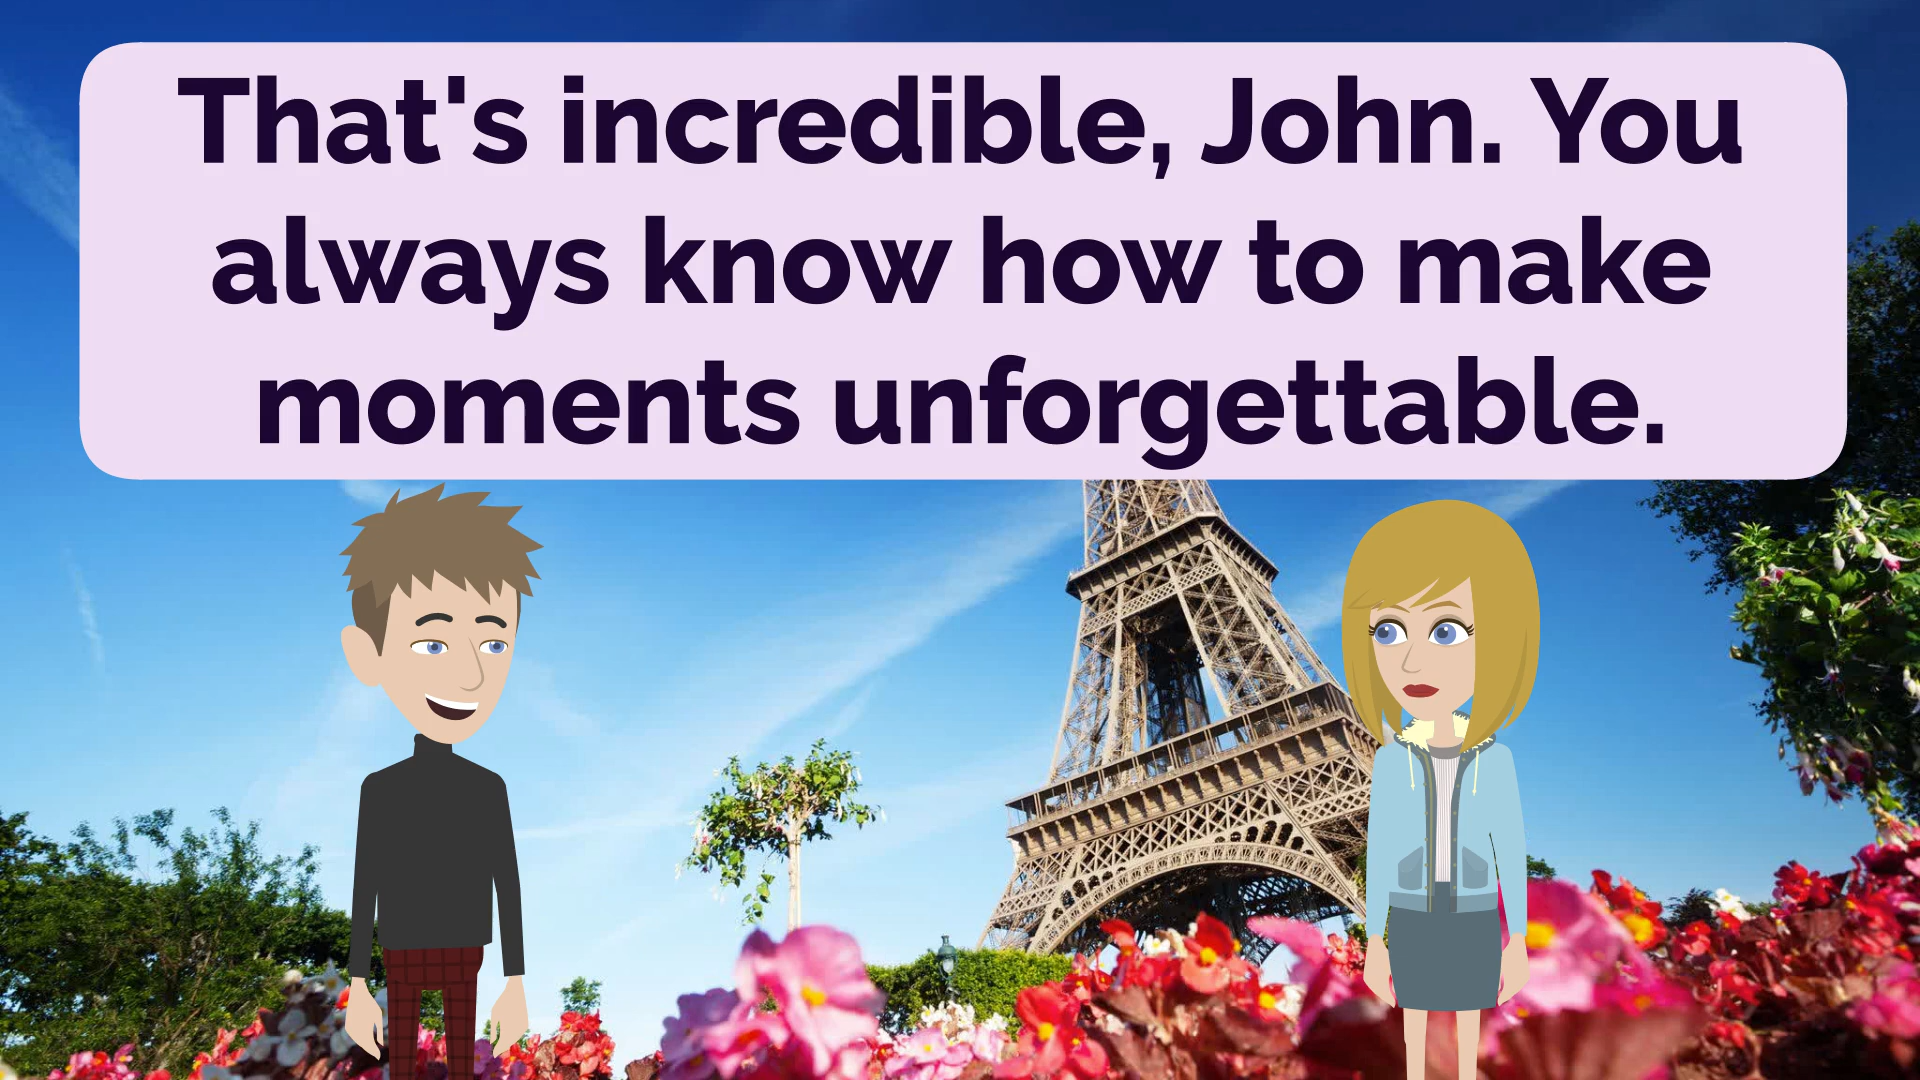 That's incredible, John. You
always know how to make
moments unforgettable.